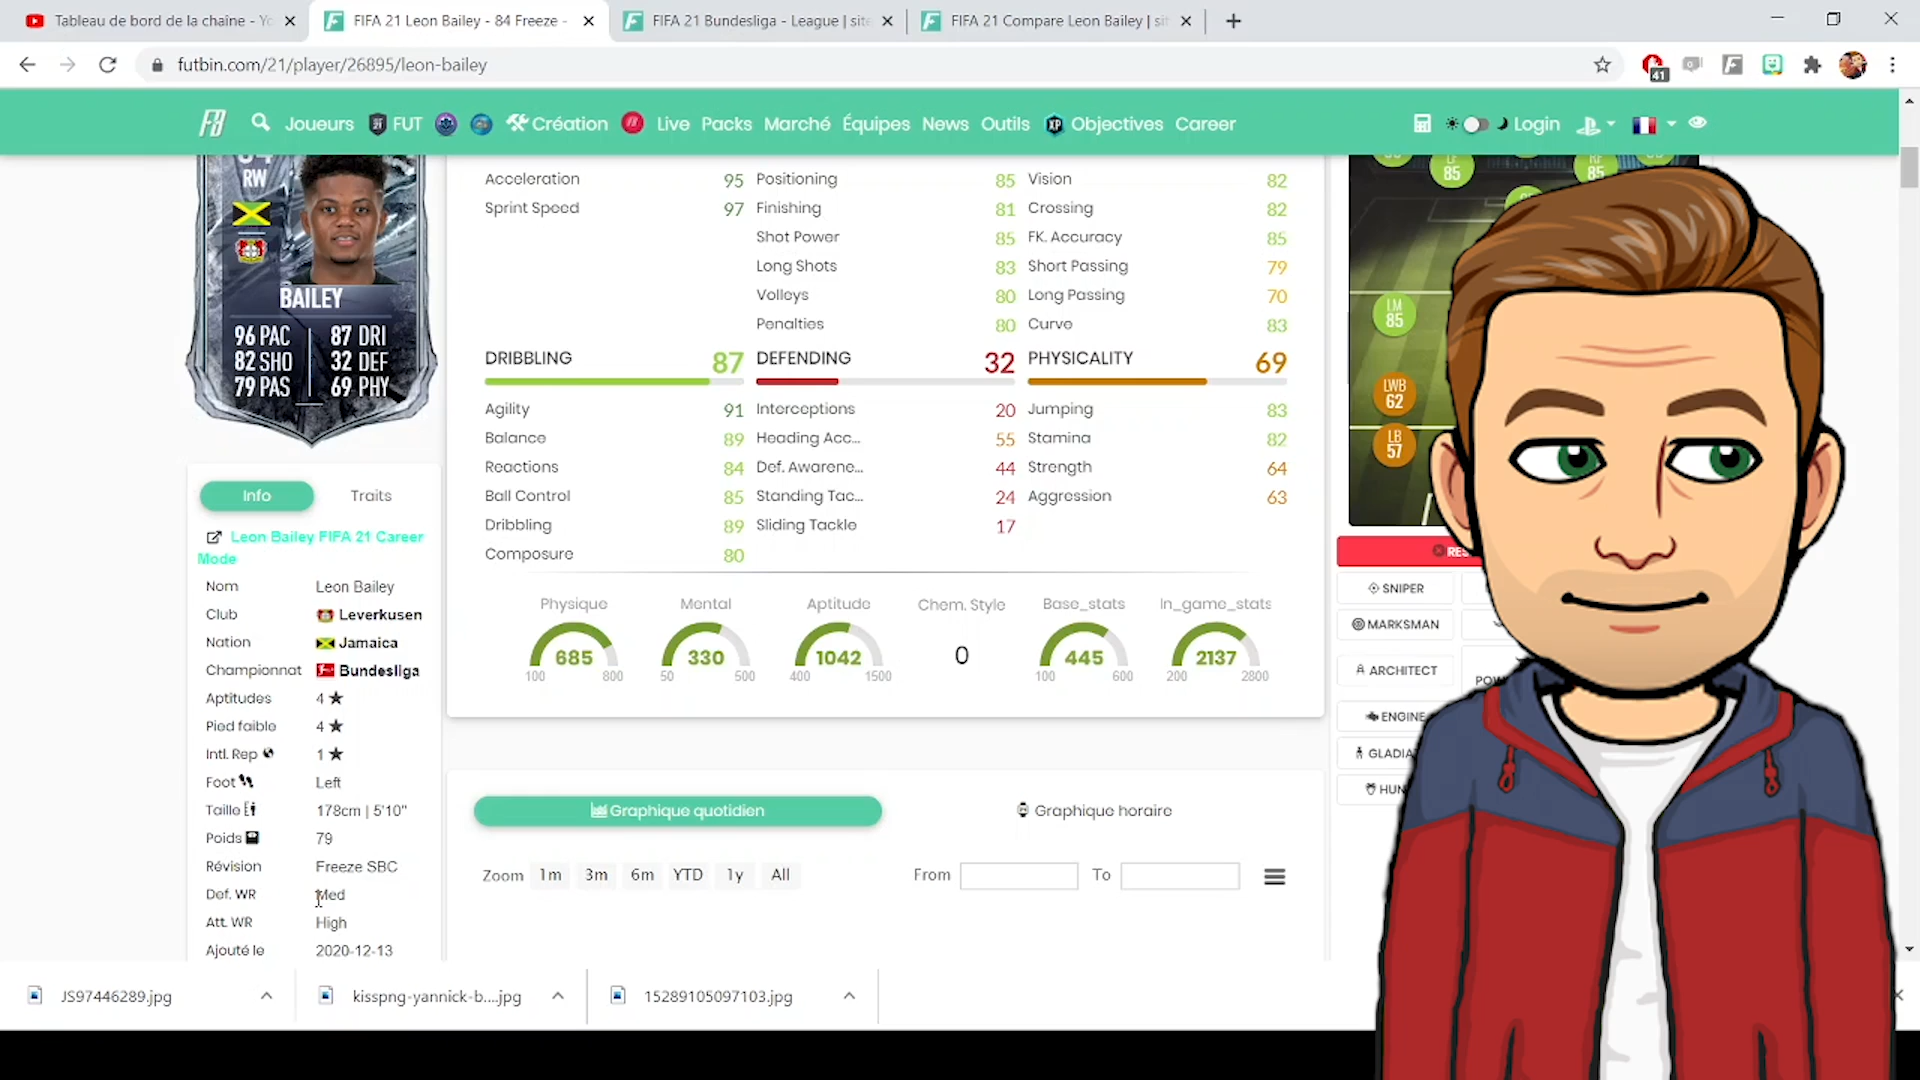 Tableau de bord de la chaîne - Yo
FIFA 21 Leon Bailey - 84 Freeze -
FIFA 21 Bundesliga - League | site
FIFA 21 Compare Leon Bailey | sit
futbin.com/21/player/26895/leon-bailey
41
Joueurs FUT Création Live Packs Marché Équipes News Outils XP Objectives Career Login
RW
BAILEY
96 PAC 87 DRI
82 SHO 32 DEF
79 PAS 69 PHY
Acceleration 95 Positioning 85 Vision 82
Sprint Speed 97 Finishing 81 Crossing 82
Shot Power 85 FK. Accuracy 85
Long Shots 83 Short Passing 79
Volleys 80 Long Passing 70
Penalties 80 Curve 83
DRIBBLING 87 DEFENDING 32 PHYSICALITY 69
Agility 91 Interceptions 20 Jumping 83
Balance 89 Heading Acc... 55 Stamina 82
Reactions 84 Def. Awarene... 44 Strength 64
Ball Control 85 Standing Tac... 24 Aggression 63
Dribbling 89 Sliding Tackle 17
Composure 80
Physique Mental Aptitude Chem. Style Base_stats In_game_stats
685 330 1042 0 445 2137
100 800 50 500 400 1500 100 600 200 2800
LF 85
RF 85
LM 85
LWB 62
LB 57
SNIPER
MARKSMAN
ARCHITECT
ENGINE
Info Traits
Leon Bailey FIFA 21 Career
Mode
Nom Leon Bailey
Club Leverkusen
Nation Jamaica
Championnat Bundesliga
Aptitudes 4
Pied faible 4
Intl. Rep 1
Foot Left
Taille 178cm | 5'10"
Poids 79
Révision Freeze SBC
Def. WR Med
Att. WR High
Ajouté le 2020-12-13
Graphique quotidien Graphique horaire
Zoom 1m 3m 6m YTD 1y All From To
JS97446289.jpg
kisspng-yannick-b....jpg
15289105097103.jpg